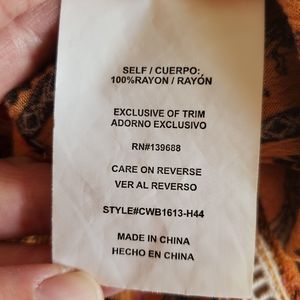 SELF / CUERPO:
100%RAYON / RAYÓN
EXCLUSIVE OF TRIM
ADORNO EXCLUSIVO
RN#139688
CARE ON REVERSE
VER AL REVERSO
STYLE#CWB1613-H44
MADE IN CHINA
HECHO EN CHINA